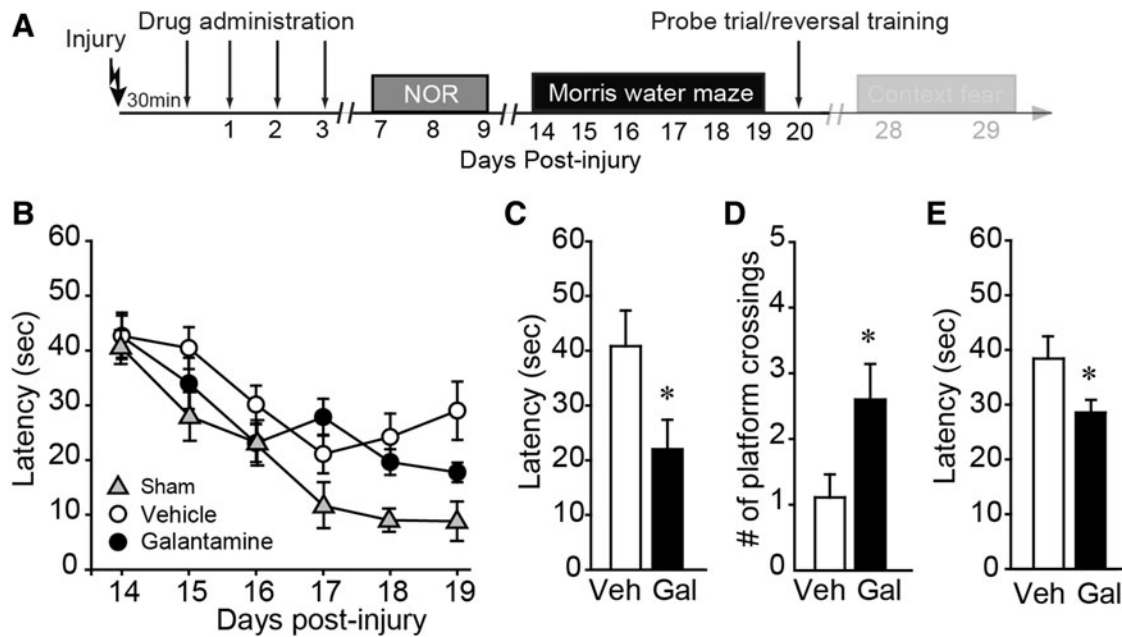 A
Injury
Drug administration
Probe trial/reversal training
30min
NOR
Morris water maze
Context fear
1 2 3 7 8 9 14 15 16 17 18 19 20 28 29
Days Post-injury
B
Latency (sec)
60
50
40
30
20
10
0
Sham
Vehicle
Galantamine
14 15 16 17 18 19
Days post-injury
C
Latency (sec)
60
50
40
30
20
10
0
*
Veh Gal
D
# of platform crossings
5
4
3
2
1
0
*
Veh Gal
E
Latency (sec)
60
50
40
30
20
10
0
*
Veh Gal